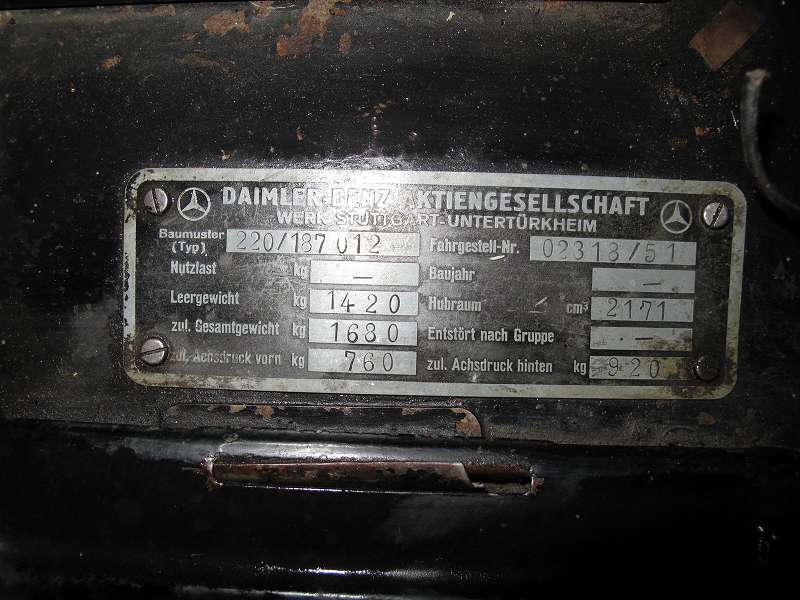 DAIMLER-BENZ AKTIENGESELLSCHAFT
WERK STUTTGART-UNTERTÜRKHEIM
Baumuster (Typ) 220/187 012 Fahrgestell-Nr. 02318/51
Nutzlast kg — Baujahr —
Leergewicht kg 1420 Hubraum cm³ 2171
zul. Gesamtgewicht kg 1680 Entstört nach Gruppe —
zul. Achsdruck vorn kg 760 zul. Achsdruck hinten kg 920